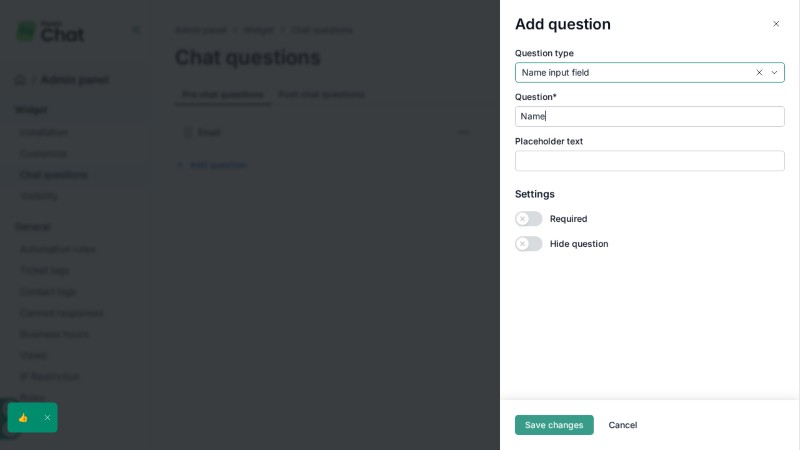 Chat
Admin panel / Widget / Chat questions
Chat questions
/ Admin panel
Pre chat questions
Post chat questions
Widget
Installation
Email
Customize
+ Add question
Chat questions
Visibility
General
Automation rules
Ticket tags
Contact tags
Canned responses
Business hours
Views
IP Restriction
Add question
Question type
Name input field
Question*
Name
Placeholder text
Settings
Required
Hide question
Save changes
Cancel